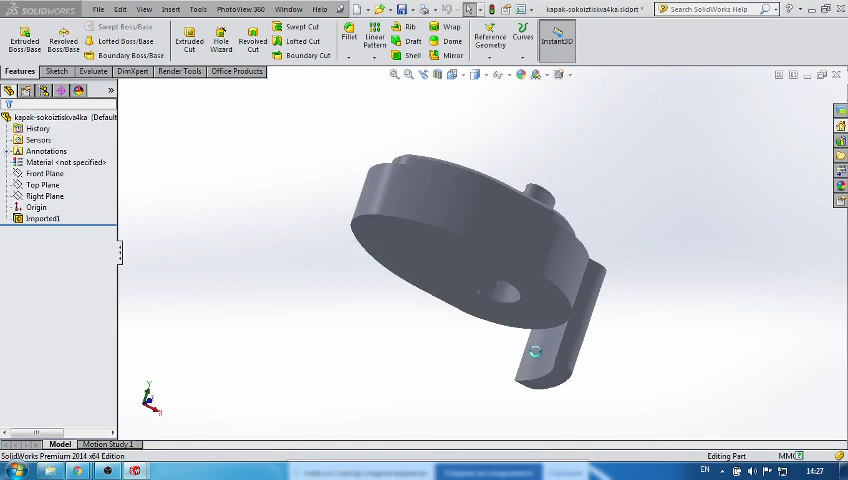 SOLIDWORKS File Edit View Insert Tools PhotoView 360 Window Help kapak-sokoiztiskva4ka.sldprt * Search SolidWorks Help
Extruded Boss/Base
Revolved Boss/Base
Swept Boss/Base
Lofted Boss/Base
Boundary Boss/Base
Extruded Cut
Hole Wizard
Revolved Cut
Swept Cut
Lofted Cut
Boundary Cut
Fillet
Linear Pattern
Rib
Draft
Shell
Wrap
Dome
Mirror
Reference Geometry
Curves
Instant3D
Features Sketch Evaluate DimXpert Render Tools Office Products
kapak-sokoiztiskva4ka (Default
History
Sensors
Annotations
Material <not specified>
Front Plane
Top Plane
Right Plane
Origin
Imported1
Y
X
Model Motion Study 1
SolidWorks Premium 2014 x64 Edition Editing Part
EN 14:27